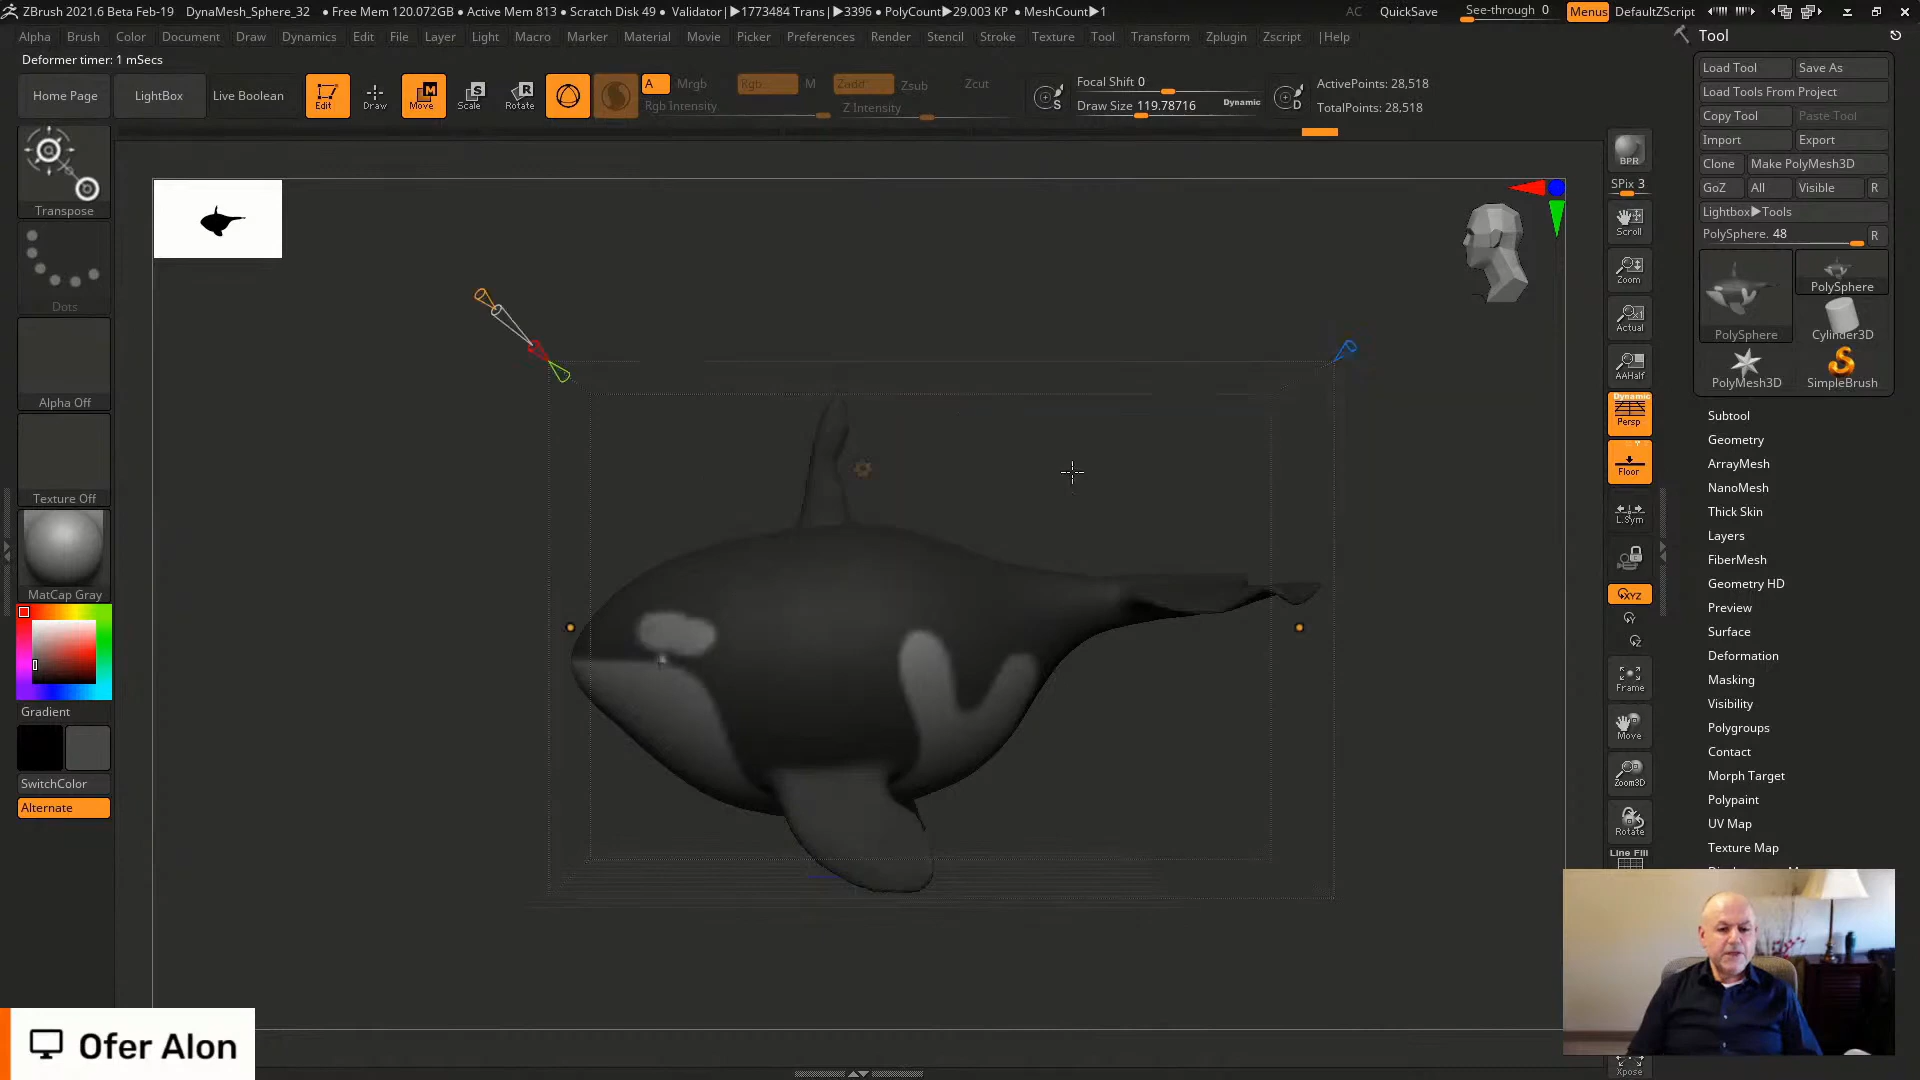 ZBrush 2021.6 Beta Feb-19 DynaMesh_Sphere_32 • Free Mem 120.072GB • Active Mem 813 • Scratch Disk 49 • Validator|▶1773484 Trans|▶3396 • PolyCount▶29.003 KP • MeshCount▶1 AC QuickSave See-through 0 Menus DefaultZScript
Alpha Brush Color Document Draw Dynamics Edit File Layer Light Macro Marker Material Movie Picker Preferences Render Stencil Stroke Texture Tool Transform Zplugin Zscript |Help
Deformer timer: 1 mSecs
Home Page LightBox Live Boolean Edit Draw Move Scale Rotate
A Mrgb Rgb M Zadd Zsub Zcut
Rgb Intensity Z Intensity
S Focal Shift 0 D ActivePoints: 28,518
Draw Size 119.78716 Dynamic TotalPoints: 28,518
Transpose
Dots
Alpha Off
Texture Off
MatCap Gray
Gradient
SwitchColor
Alternate
BPR
SPix 3
Scroll
Zoom
Actual
AAHalf
Dynamic
Persp
Floor
L.Sym
XYZ
Y
Z
Frame
Move
Zoom3D
Rotate
Line Fill
Xpose
Tool
Load Tool Save As
Load Tools From Project
Copy Tool Paste Tool
Import Export
Clone Make PolyMesh3D
GoZ All Visible R
Lightbox▶Tools
PolySphere. 48 R
PolySphere
PolySphere Cylinder3D
PolyMesh3D SimpleBrush
Subtool
Geometry
ArrayMesh
NanoMesh
Thick Skin
Layers
FiberMesh
Geometry HD
Preview
Surface
Deformation
Masking
Visibility
Polygroups
Contact
Morph Target
Polypaint
UV Map
Texture Map
Ofer Alon